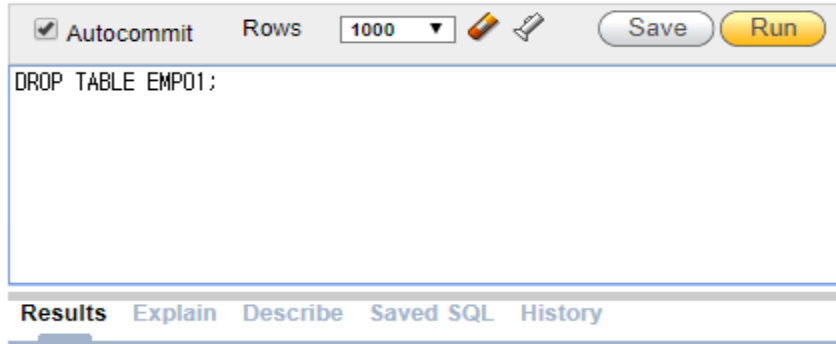 Autocommit Rows 1000 Save Run
DROP TABLE EMP01;
Results Explain Describe Saved SQL History